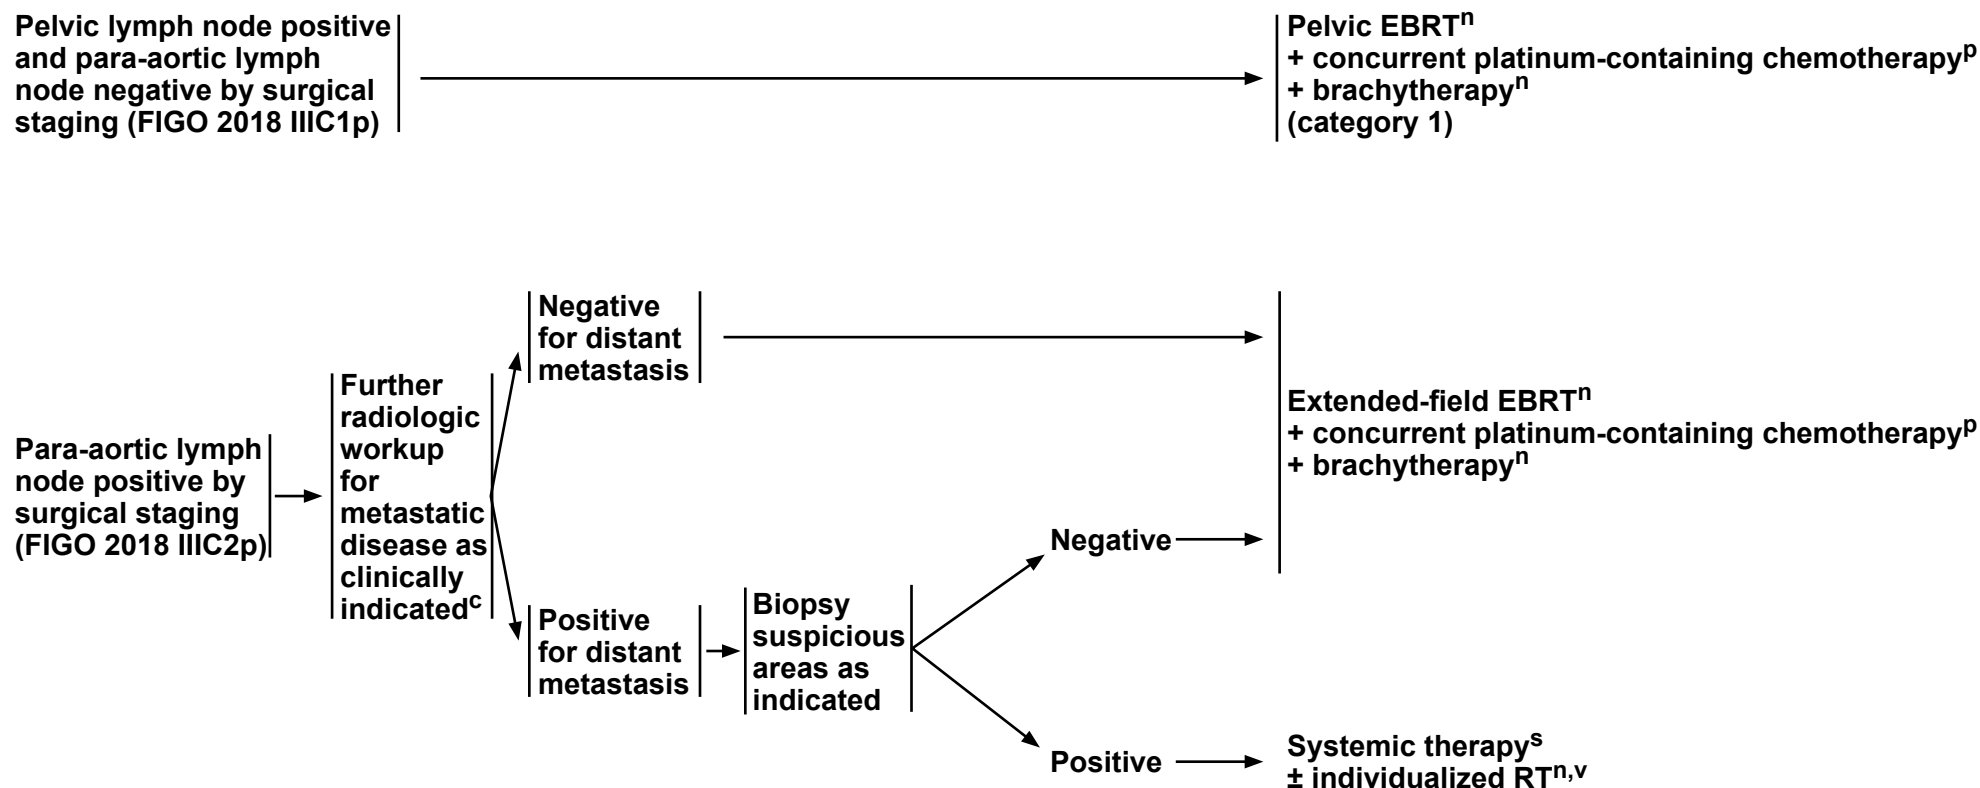 Pelvic lymph node positive
and para-aortic lymph
node negative by surgical
staging (FIGO 2018 IIIC1p)
Pelvic EBRTⁿ
+ concurrent platinum-containing chemotherapyᵖ
+ brachytherapyⁿ
(category 1)
Para-aortic lymph
node positive by
surgical staging
(FIGO 2018 IIIC2p)
Further
radiologic
workup
for
metastatic
disease as
clinically
indicatedᶜ
Negative
for distant
metastasis
Positive
for distant
metastasis
Biopsy
suspicious
areas as
indicated
Negative
Extended-field EBRTⁿ
+ concurrent platinum-containing chemotherapyᵖ
+ brachytherapyⁿ
Positive
Systemic therapyˢ
± individualized RTⁿ,ᵛ